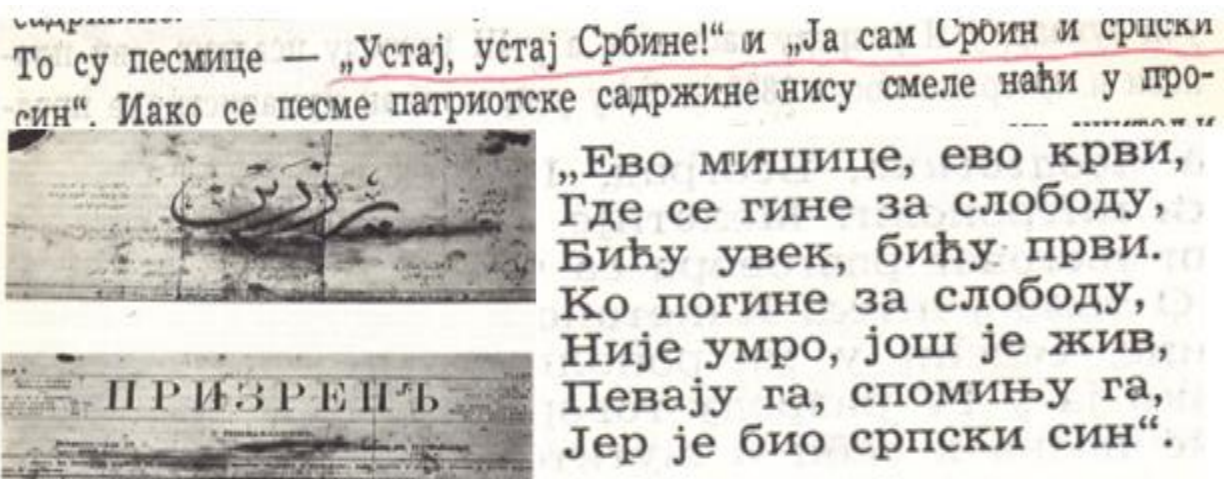 То су песмице — „Устај, устај Србине!“ и „Ја сам Србин и српски
син“. Иако се песме патриотске садржине нису смеле наћи у про-
پرزرين
ПРИЗРЕНЪ
„Ево мишице, ево крви,
Где се гине за слободу,
Бићу увек, бићу први.
Ко погине за слободу,
Није умро, још је жив,
Певају га, спомињу га,
Јер је био српски син“.